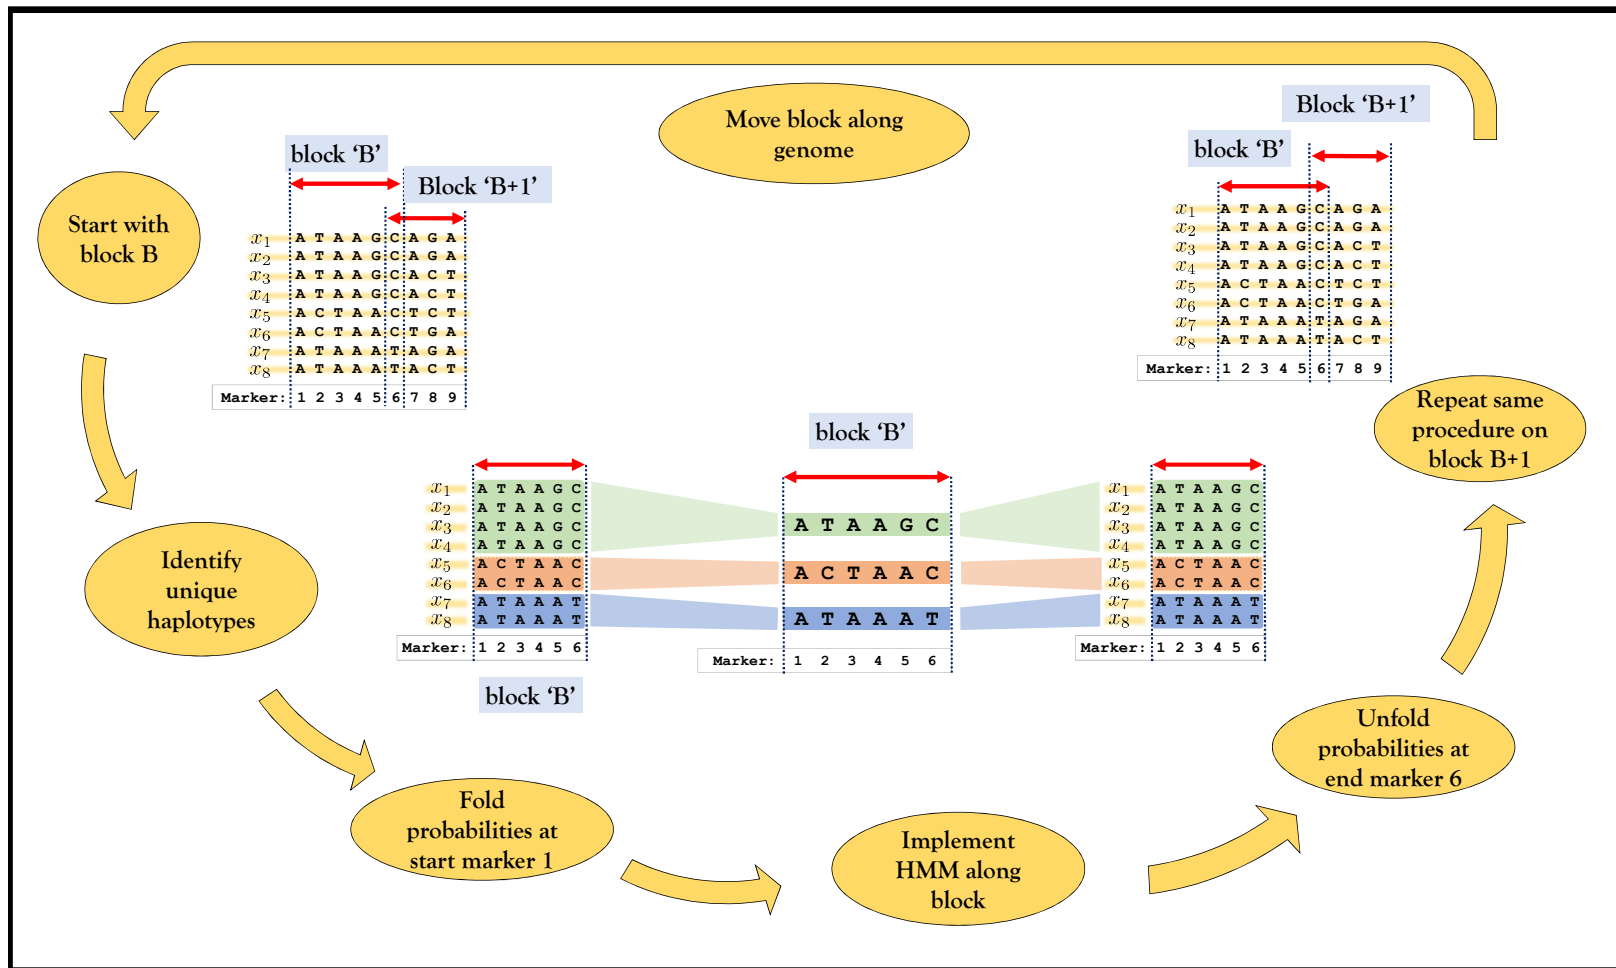 Move block along
genome
Start with
block B
block ‘B’
Block ‘B+1’
x1 A T A A G C A G A
x2 A T A A G C A G A
x3 A T A A G C A C T
x4 A T A A G C A C T
x5 A C T A A C T C T
x6 A C T A A C T G A
x7 A T A A A T A G A
x8 A T A A A T A C T
Marker: 1 2 3 4 5 6 7 8 9
Block ‘B+1’
block ‘B’
x1 A T A A G C A G A
x2 A T A A G C A G A
x3 A T A A G C A C T
x4 A T A A G C A C T
x5 A C T A A C T C T
x6 A C T A A C T G A
x7 A T A A A T A G A
x8 A T A A A T A C T
Marker: 1 2 3 4 5 6 7 8 9
Identify
unique
haplotypes
x1 A T A A G C
x2 A T A A G C
x3 A T A A G C
x4 A T A A G C
x5 A C T A A C
x6 A C T A A C
x7 A T A A A T
x8 A T A A A T
Marker: 1 2 3 4 5 6
block ‘B’
block ‘B’
A T A A G C
A C T A A C
A T A A A T
Marker: 1 2 3 4 5 6
x1 A T A A G C
x2 A T A A G C
x3 A T A A G C
x4 A T A A G C
x5 A C T A A C
x6 A C T A A C
x7 A T A A A T
x8 A T A A A T
Marker: 1 2 3 4 5 6
Fold
probabilities at
start marker 1
Implement
HMM along
block
Unfold
probabilities at
end marker 6
Repeat same
procedure on
block B+1